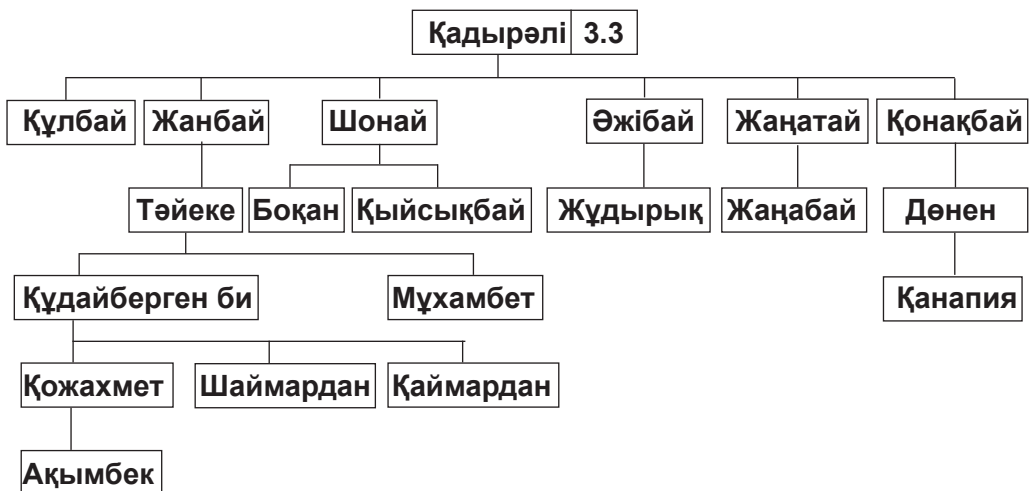 Қадырәлі 3.3
Құлбай Жанбай Шонай Әжібай Жаңатай Қонақбай
Тәйеке Боқан Қыйсықбай Жұдырық Жаңабай Дөнен
Құдайберген би Мұхамбет Қанапия
Қожахмет Шаймардан Қаймардан
Ақымбек